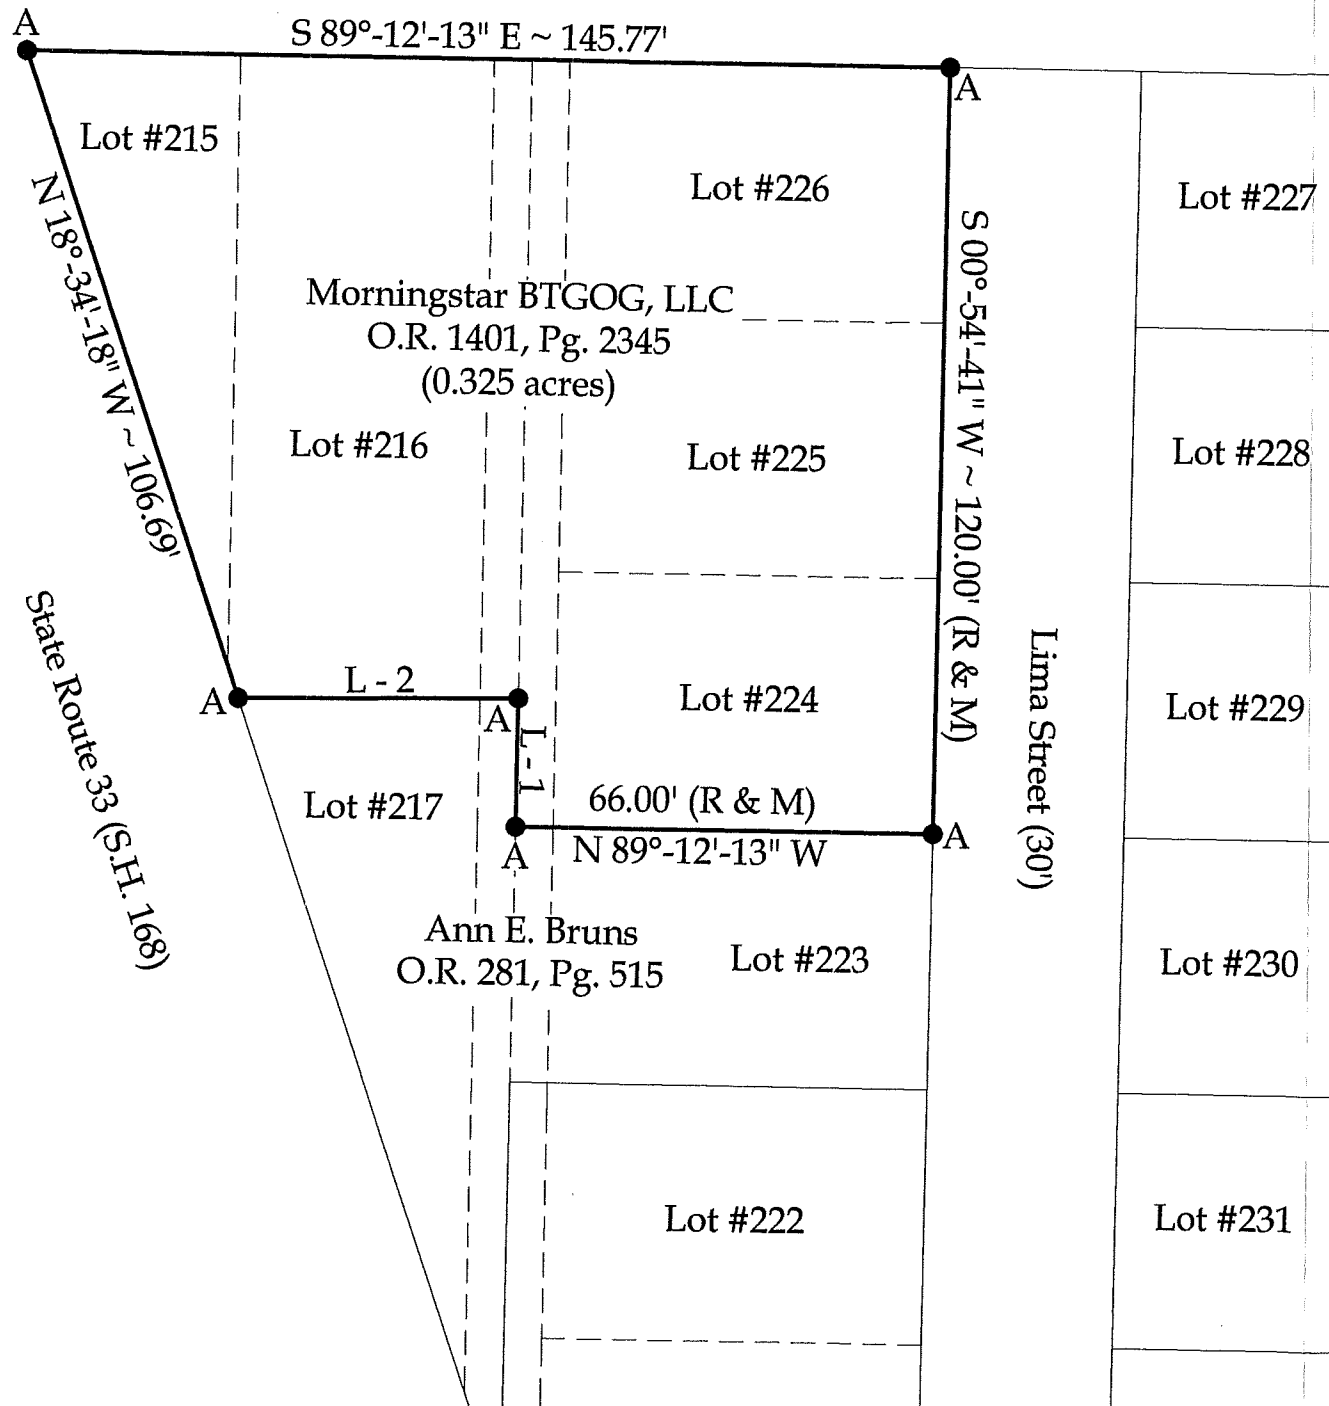 A
S 89°-12'-13" E ~ 145.77'
A
Lot #215
Lot #226
Lot #227
N 18°-34'-18" W ~ 106.69'
S 00°-54'-41" W ~ 120.00' (R & M)
Morningstar BTGOG, LLC
O.R. 1401, Pg. 2345
(0.325 acres)
Lot #216
Lot #225
Lot #228
State Route 33 (S.H. 168)
Lima Street (30')
A
L - 2
A
L - 1
Lot #224
Lot #229
Lot #217
66.00' (R & M)
A
N 89°-12'-13" W
A
Ann E. Bruns
O.R. 281, Pg. 515
Lot #223
Lot #230
Lot #222
Lot #231